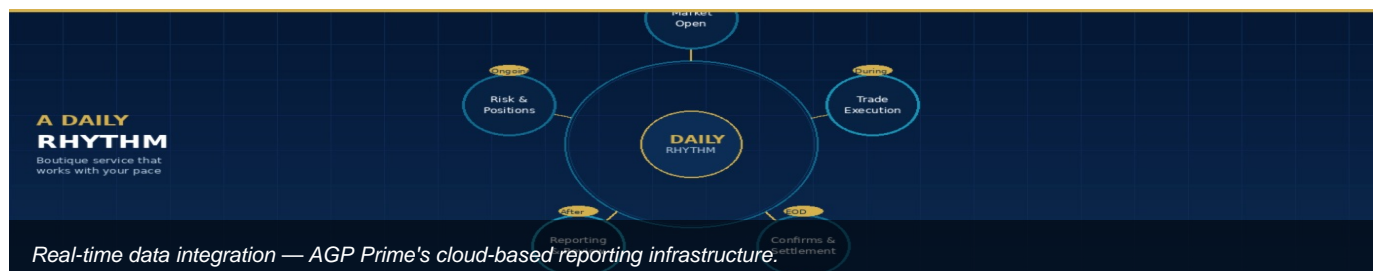 Market
Open
Ongoing
During
Risk &
Positions
Trade
Execution
A DAILY
RHYTHM
Boutique service that
works with your pace
DAILY
RHYTHM
After
EOD
Reporting
Confirms &
Settlement
Real-time data integration — AGP Prime's cloud-based reporting infrastructure.